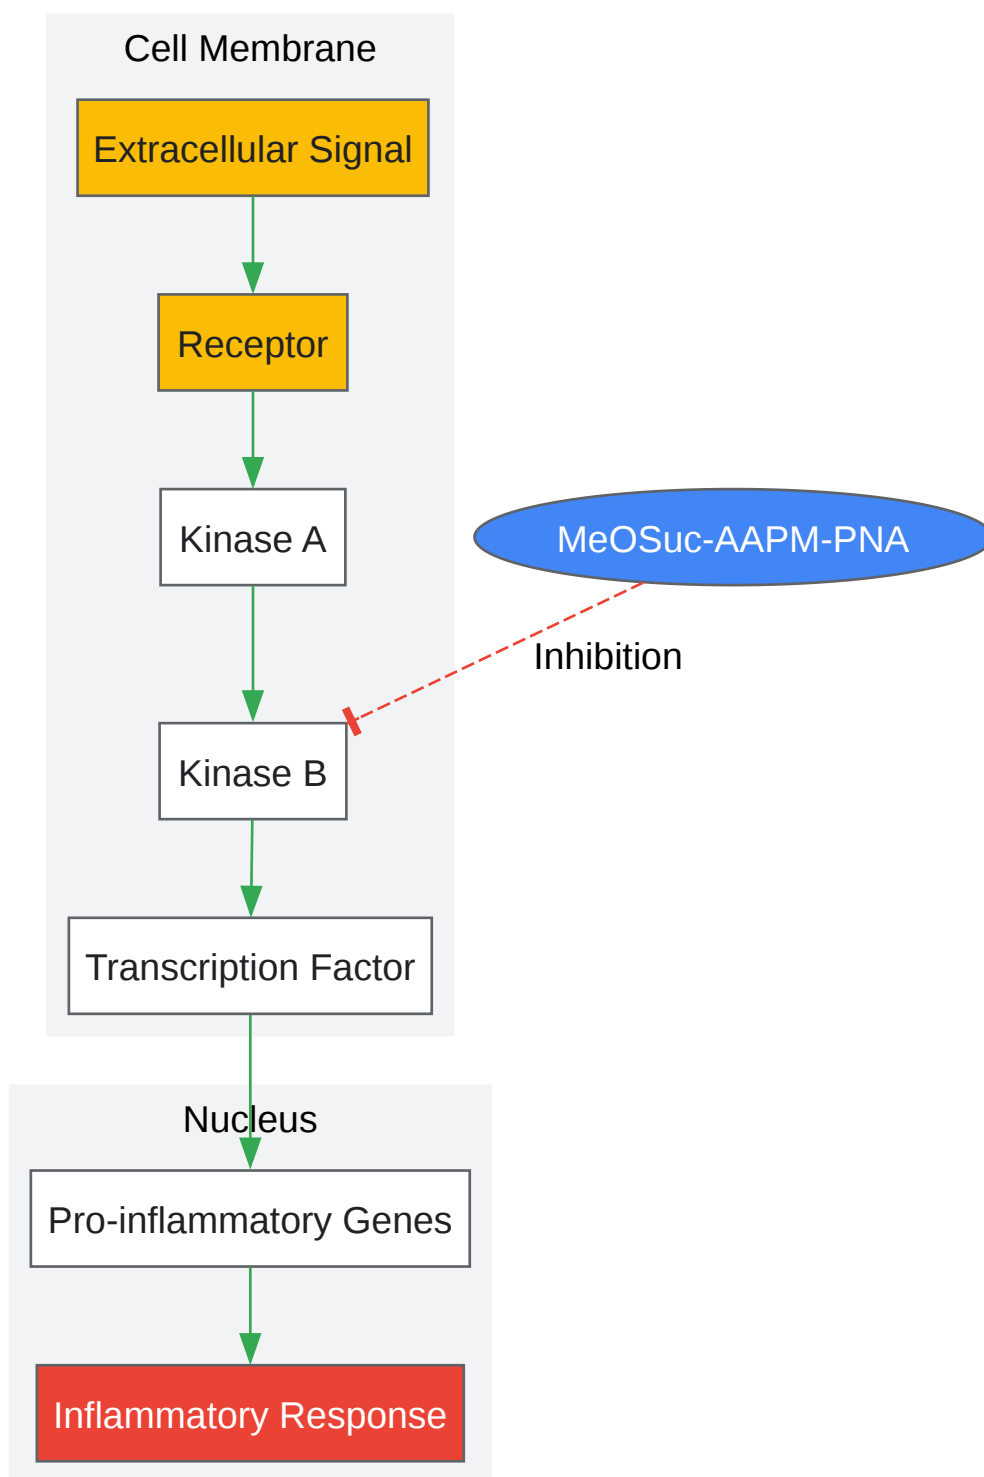 Cell Membrane
Extracellular Signal
Receptor
Kinase A
MeOSuc-AAPM-PNA
Inhibition
Kinase B
Transcription Factor
Nucleus
Pro-inflammatory Genes
Inflammatory Response